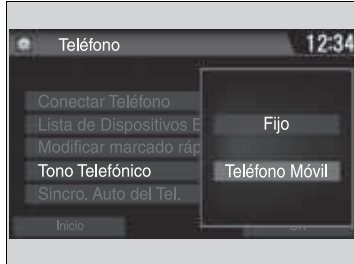 Teléfono
12:34
Conectar Teléfono
Lista de Dispositivos
Modificar marcado ráp
Tono Telefónico
Sincro. Auto del Tel.
Fijo
Teléfono Móvil
Inicio